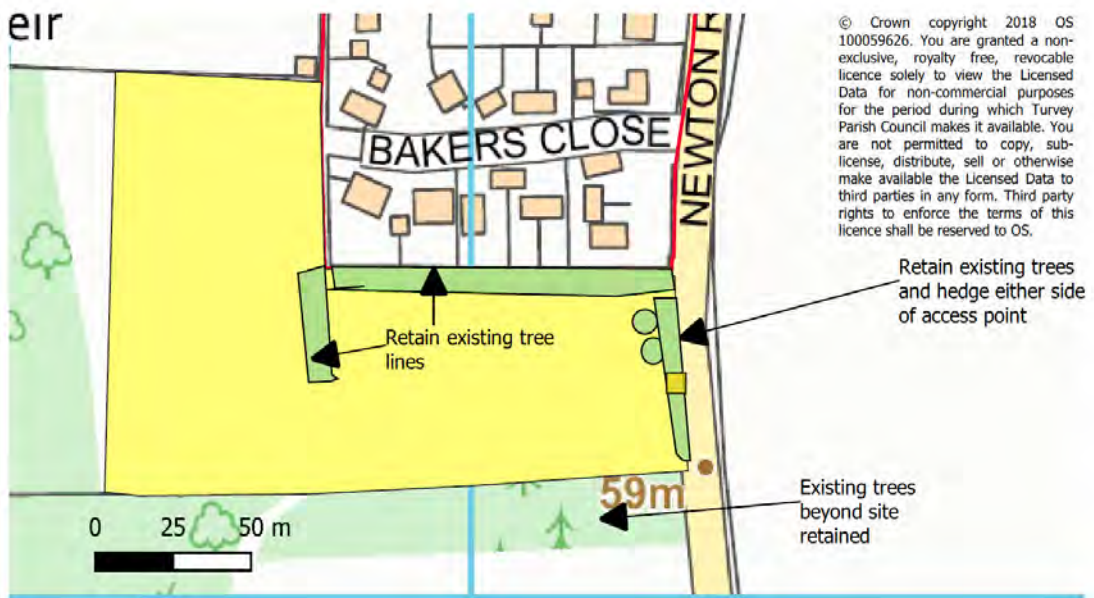 eir
BAKERS CLOSE
NEWTON R
© Crown copyright 2018 OS
100059626. You are granted a non-
exclusive, royalty free, revocable
licence solely to view the Licensed
Data for non-commercial purposes
for the period during which Turvey
Parish Council makes it available. You
are not permitted to copy, sub-
license, distribute, sell or otherwise
make available the Licensed Data to
third parties in any form. Third party
rights to enforce the terms of this
licence shall be reserved to OS.
Retain existing trees
and hedge either side
of access point
Retain existing tree
lines
59m
Existing trees
beyond site
retained
0 25 50 m